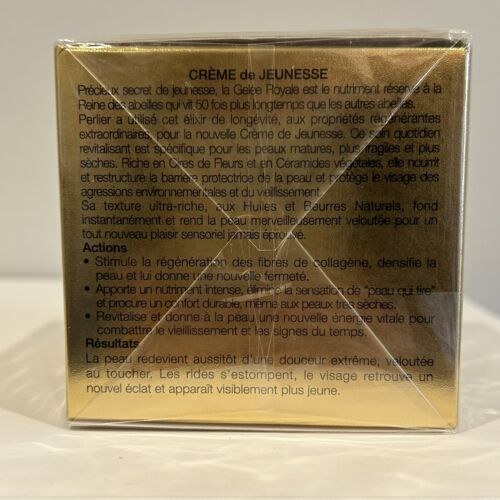 CRÈME de JEUNESSE
Précieux secret de jeunesse, la Gelée Royale est le nutriment réservé à la
Reine des abeilles qui vit 50 fois plus longtemps que les autres abeilles.
Perlier a utilisé cet élixir de longévité, aux propriétés régénérantes
extraordinaires, pour la nouvelle Crème de Jeunesse. Ce soin quotidien
revitalisant est spécifique pour les peaux matures, plus fragiles et plus
sèches. Riche en Cires de Fleurs et en Céramides végétales, elle nourrit
et restructure la barrière protectrice de la peau et protège le visage des
agressions environnementales et du vieillissement.
Sa texture ultra-riche, aux Huiles et Beurres Naturels, fond
instantanément et rend la peau merveilleusement veloutée pour un
tout nouveau plaisir sensoriel jamais éprouvé.
Actions
• Stimule la régénération des fibres de collagène, densifie la
peau et lui donne une nouvelle fermeté.
• Apporte un nutriment intense, élimine la sensation de "peau qui tire"
et procure un confort durable, même aux peaux très sèches.
• Revitalise et donne à la peau une nouvelle énergie vitale pour
combattre le vieillissement et les signes du temps.
Résultats
La peau redevient aussitôt d'une douceur extrême, veloutée
au toucher. Les rides s'estompent, le visage retrouve un
nouvel éclat et apparaît visiblement plus jeune.